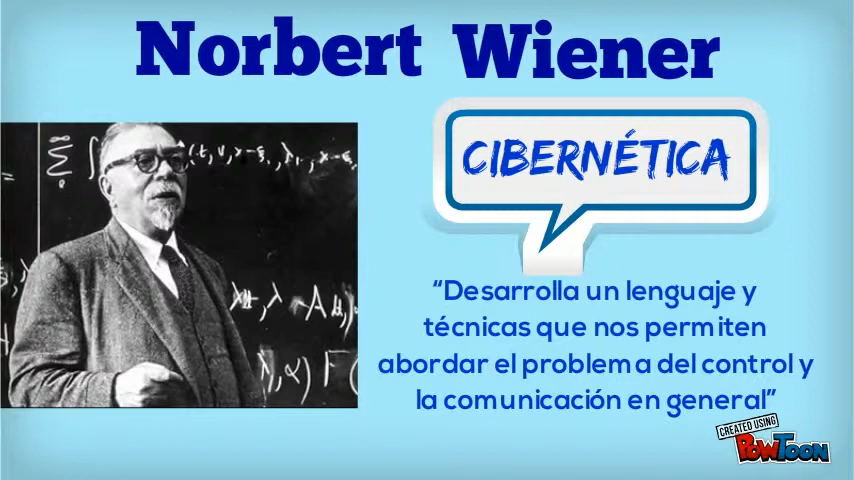 Norbert Wiener
CIBERNÉTICA
“Desarrolla un lenguaje y
técnicas que nos permiten
abordar el problema del control y
la comunicación en general”
CREATED USING
POWTOON